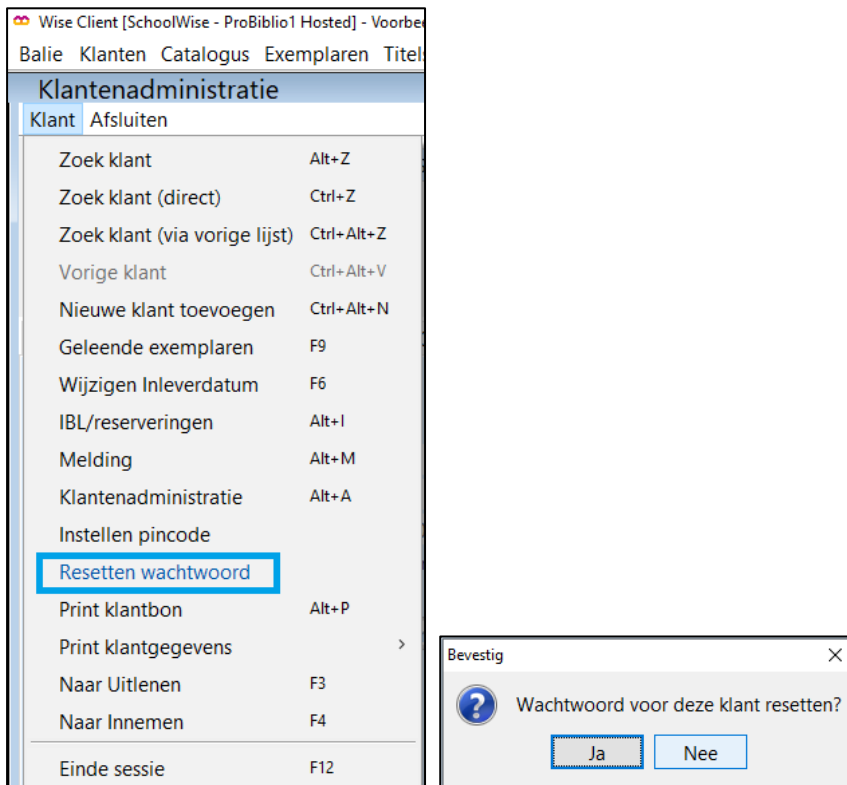 Wise Client [SchoolWise - ProBiblio1 Hosted] - Voorbe
Balie Klanten Catalogus Exemplaren Titel
Klantenadministratie
Klant Afsluiten
Zoek klant Alt+Z
Zoek klant (direct) Ctrl+Z
Zoek klant (via vorige lijst) Ctrl+Alt+Z
Vorige klant Ctrl+Alt+V
Nieuwe klant toevoegen Ctrl+Alt+N
Geleende exemplaren F9
Wijzigen Inleverdatum F6
IBL/reserveringen Alt+I
Melding Alt+M
Klantenadministratie Alt+A
Instellen pincode
Resetten wachtwoord
Print klantbon Alt+P
Print klantgegevens >
Naar Uitlenen F3
Naar Innemen F4
Einde sessie F12
Bevestig
Wachtwoord voor deze klant resetten?
Ja Nee